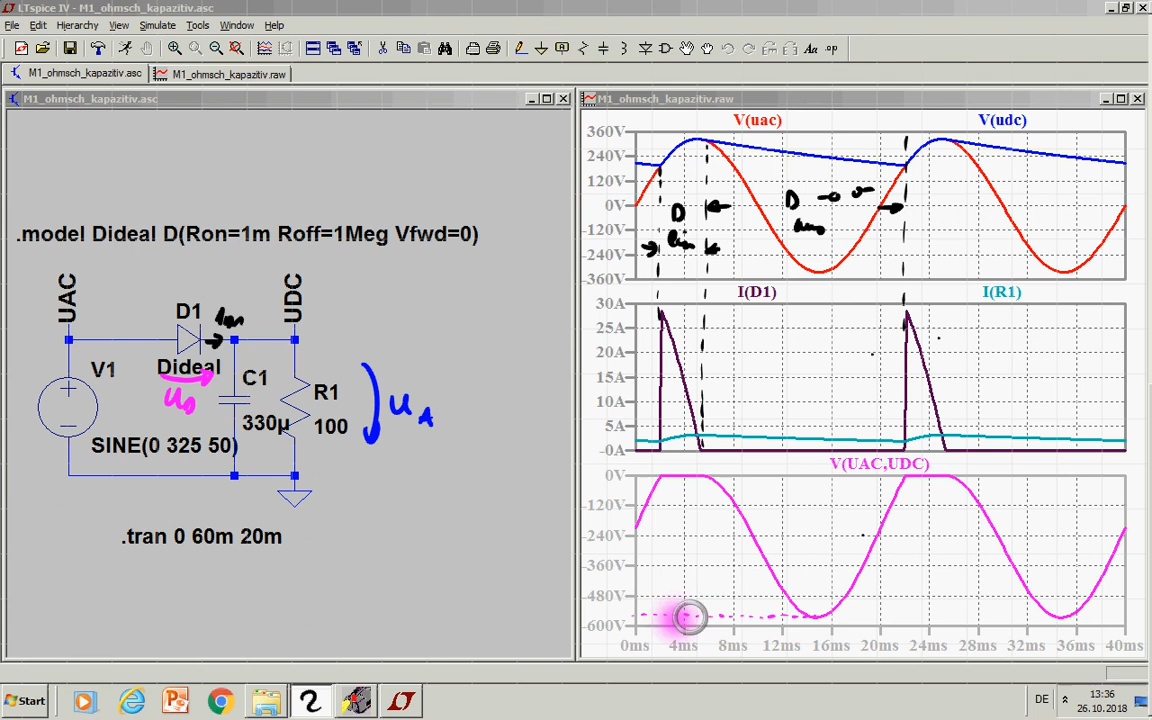 LTspice IV - M1_ohmsch_kapazitiv.asc
File Edit Hierarchy View Simulate Tools Window Help
M1_ohmsch_kapazitiv.asc M1_ohmsch_kapazitiv.raw
M1_ohmsch_kapazitiv.asc
.model Dideal D(Ron=1m Roff=1Meg Vfwd=0)
UAC
UDC
D1
Dideal
U_D
V1
C1
330µ
R1
100
U_A
SINE(0 325 50)
.tran 0 60m 20m
M1_ohmsch_kapazitiv.raw
V(uac) V(udc)
360V
240V
120V
0V
-120V
-240V
-360V
D
D
I(D1) I(R1)
30A
25A
20A
15A
10A
5A
-0A
V(UAC,UDC)
0V
-120V
-240V
-360V
-480V
-600V
0ms 4ms 8ms 12ms 16ms 20ms 24ms 28ms 32ms 36ms 40ms
Start
DE
13:36
26.10.2018